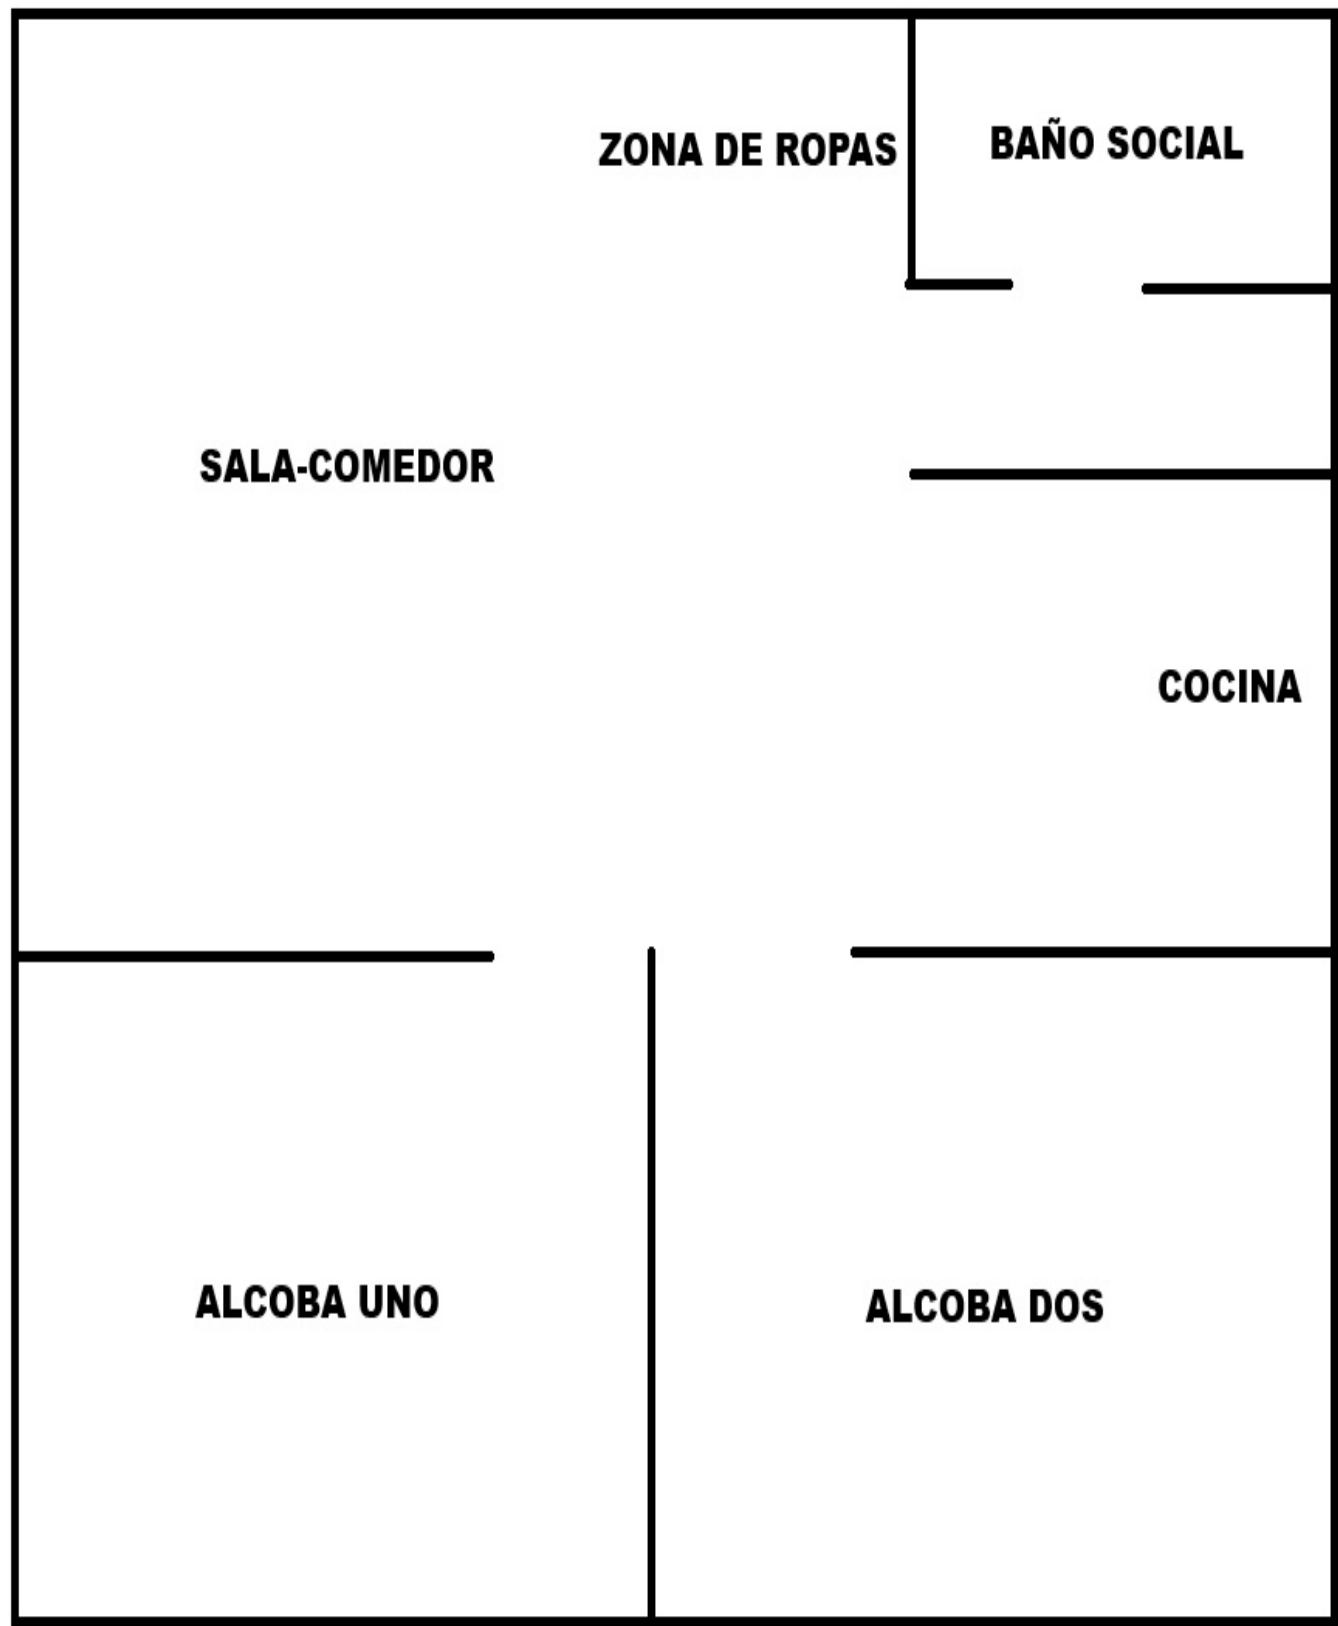 ZONA DE ROPAS
BAÑO SOCIAL
SALA-COMEDOR
COCINA
ALCOBA UNO
ALCOBA DOS